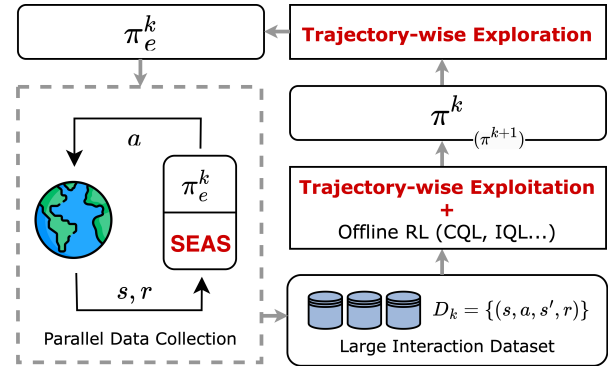 π_e^k
Trajectory-wise Exploration
π^k
(π^{k+1})
a
π_e^k
SEAS
s, r
Parallel Data Collection
Trajectory-wise Exploitation
+
Offline RL (CQL, IQL...)
D_k = {(s, a, s′, r)}
Large Interaction Dataset